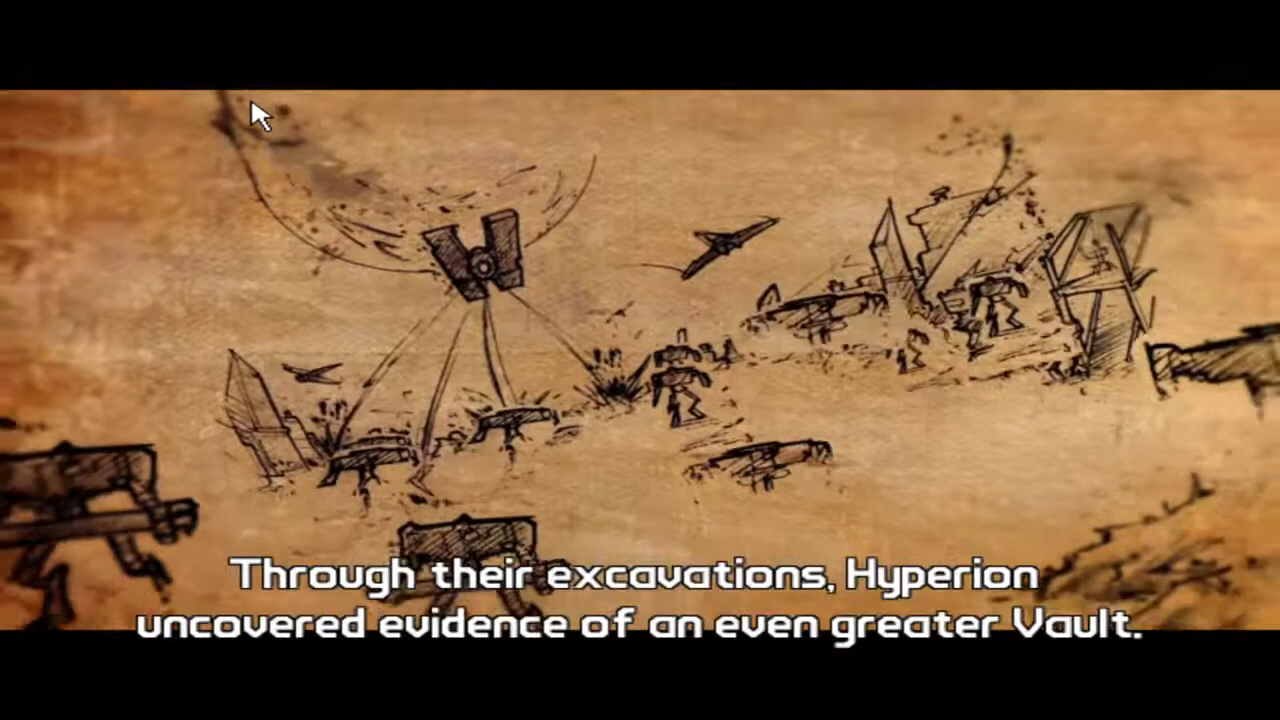 Through their excavations, Hyperion
uncovered evidence of an even greater Vault.